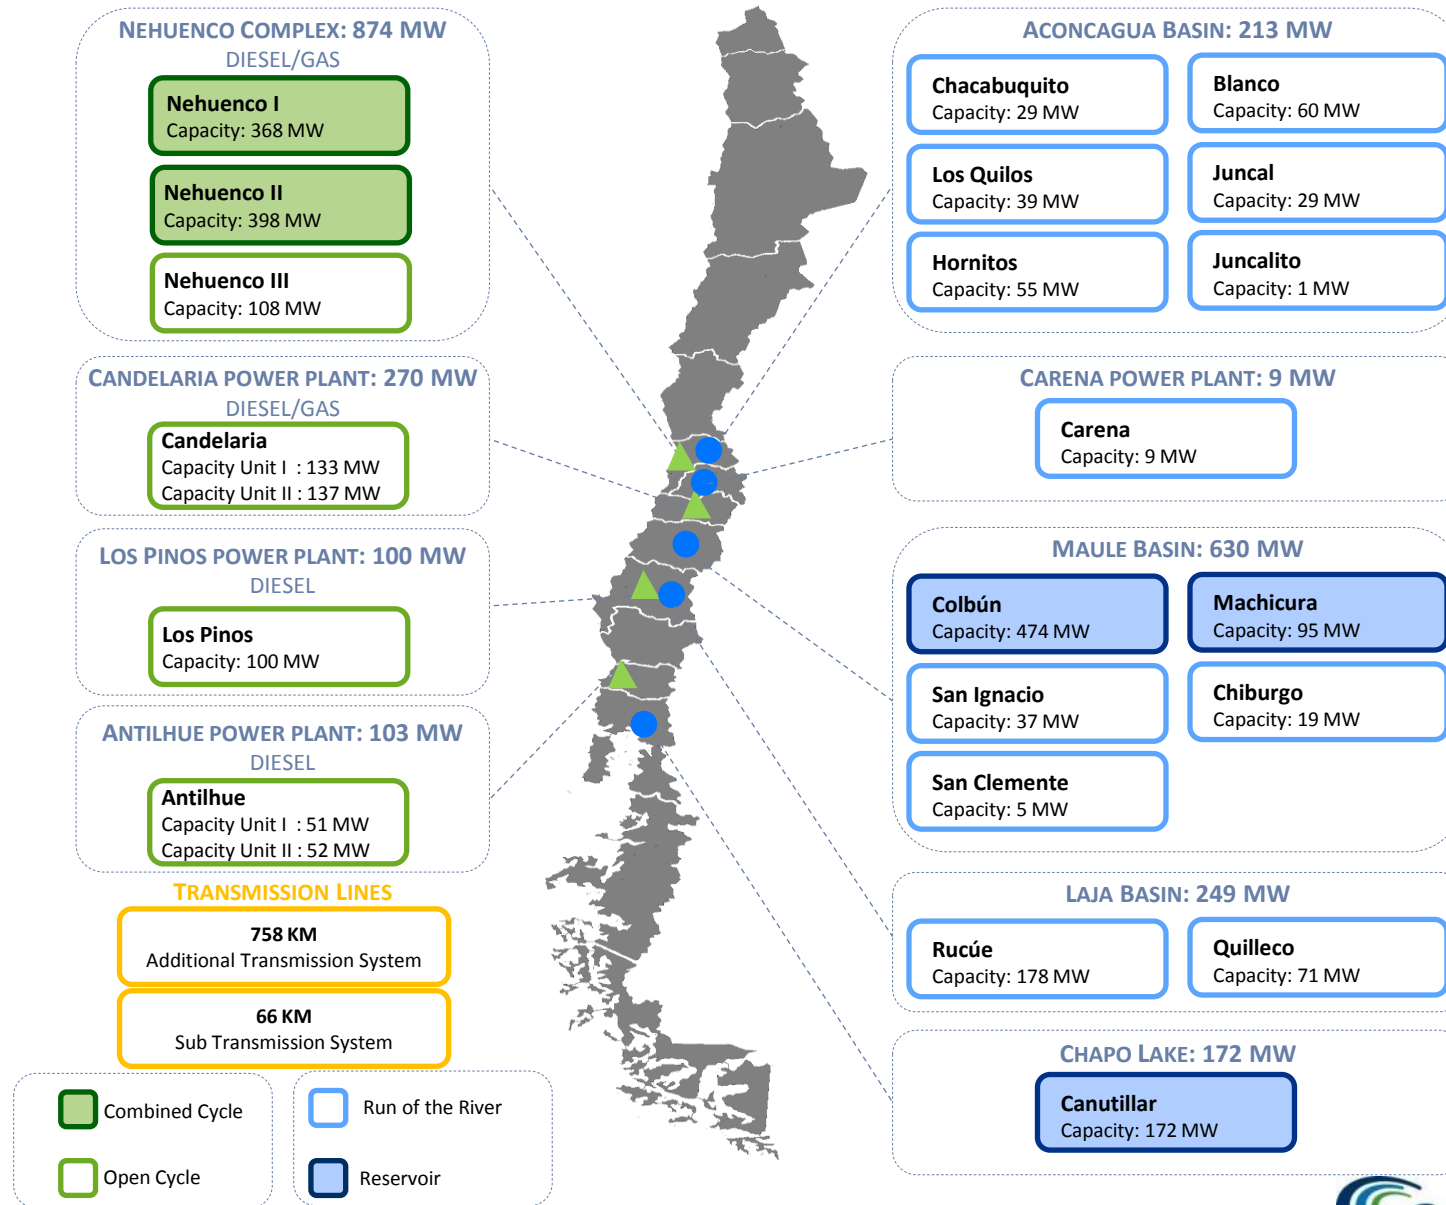 NEHUENCO COMPLEX: 874 MW
DIESEL/GAS
Nehuenco I
Capacity: 368 MW
Nehuenco II
Capacity: 398 MW
Nehuenco III
Capacity: 108 MW
CANDELARIA POWER PLANT: 270 MW
DIESEL/GAS
Candelaria
Capacity Unit I : 133 MW
Capacity Unit II : 137 MW
LOS PINOS POWER PLANT: 100 MW
DIESEL
Los Pinos
Capacity: 100 MW
ANTILHUE POWER PLANT: 103 MW
DIESEL
Antilhue
Capacity Unit I : 51 MW
Capacity Unit II : 52 MW
TRANSMISSION LINES
758 KM
Additional Transmission System
66 KM
Sub Transmission System
Combined Cycle
Open Cycle
Run of the River
Reservoir
ACONCAGUA BASIN: 213 MW
Chacabuquito
Capacity: 29 MW
Blanco
Capacity: 60 MW
Los Quilos
Capacity: 39 MW
Juncal
Capacity: 29 MW
Hornitos
Capacity: 55 MW
Juncalito
Capacity: 1 MW
CARENA POWER PLANT: 9 MW
Carena
Capacity: 9 MW
MAULE BASIN: 630 MW
Colbún
Capacity: 474 MW
Machicura
Capacity: 95 MW
San Ignacio
Capacity: 37 MW
Chiburgo
Capacity: 19 MW
San Clemente
Capacity: 5 MW
LAJA BASIN: 249 MW
Rucúe
Capacity: 178 MW
Quilleco
Capacity: 71 MW
CHAPO LAKE: 172 MW
Canutillar
Capacity: 172 MW